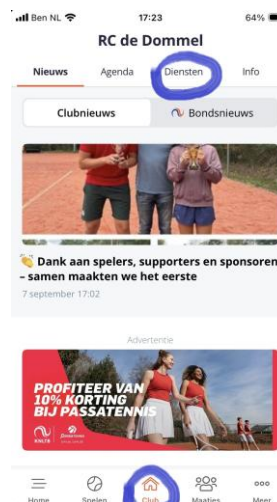 Ben NL 17:23 64%
RC de Dommel
Nieuws Agenda Diensten Info
Clubnieuws Bondsnieuws
Dank aan spelers, supporters en sponsoren
– samen maakten we het eerste
7 september 17:02
Advertentie
PROFITEER VAN
10% KORTING
BIJ PASSATENNIS
KNLTB
Home Spelen Club Maatjes Meer